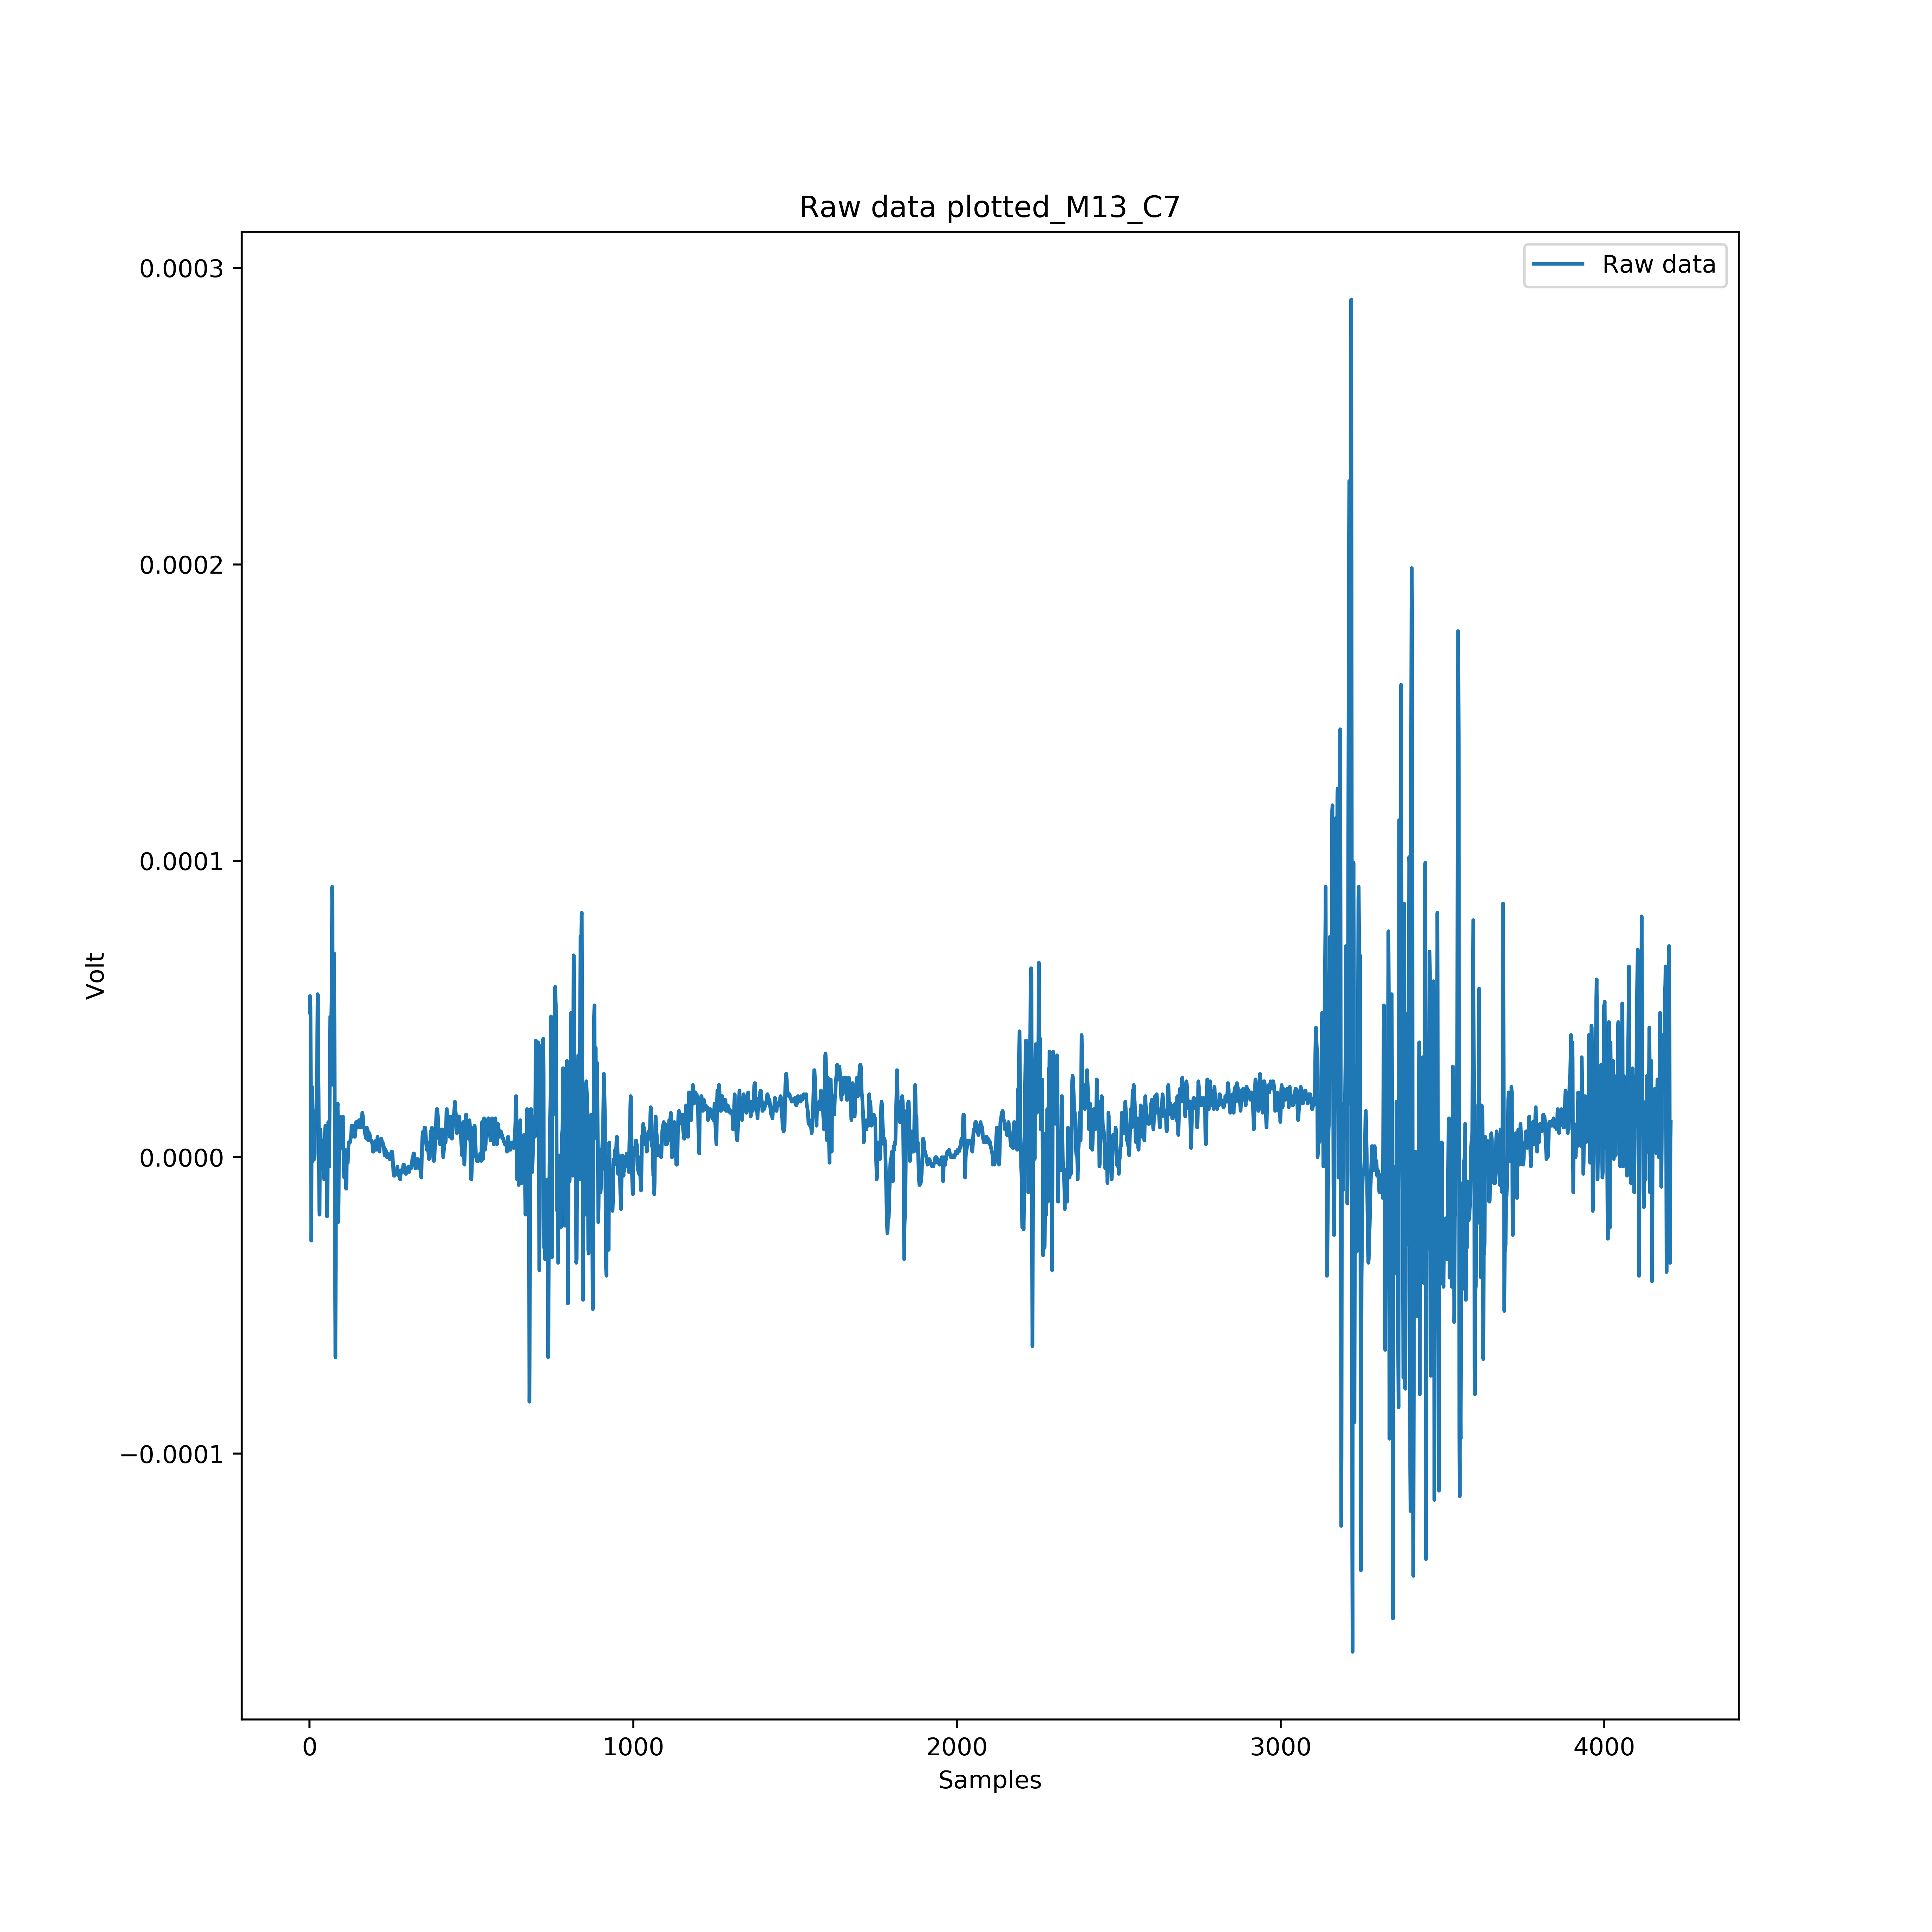 Raw data plotted_M13_C7
Raw data
0.0003
0.0002
0.0001
0.0000
−0.0001
Volt
0
1000
2000
3000
4000
Samples